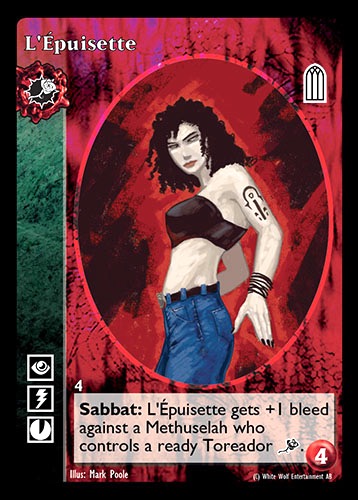 L'Épuisette
4
Sabbat: L'Épuisette gets +1 bleed
against a Methuselah who
controls a ready Toreador .
4
Illus: Mark Poole
(C) White Wolf Entertainment AB